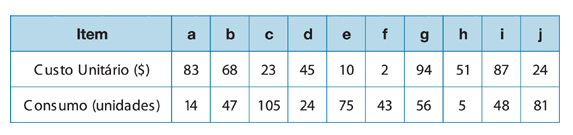 Item a b c d e f g h i j
Custo Unitário ($) 83 68 23 45 10 2 94 51 87 24
Consumo (unidades) 14 47 105 24 75 43 56 5 48 81